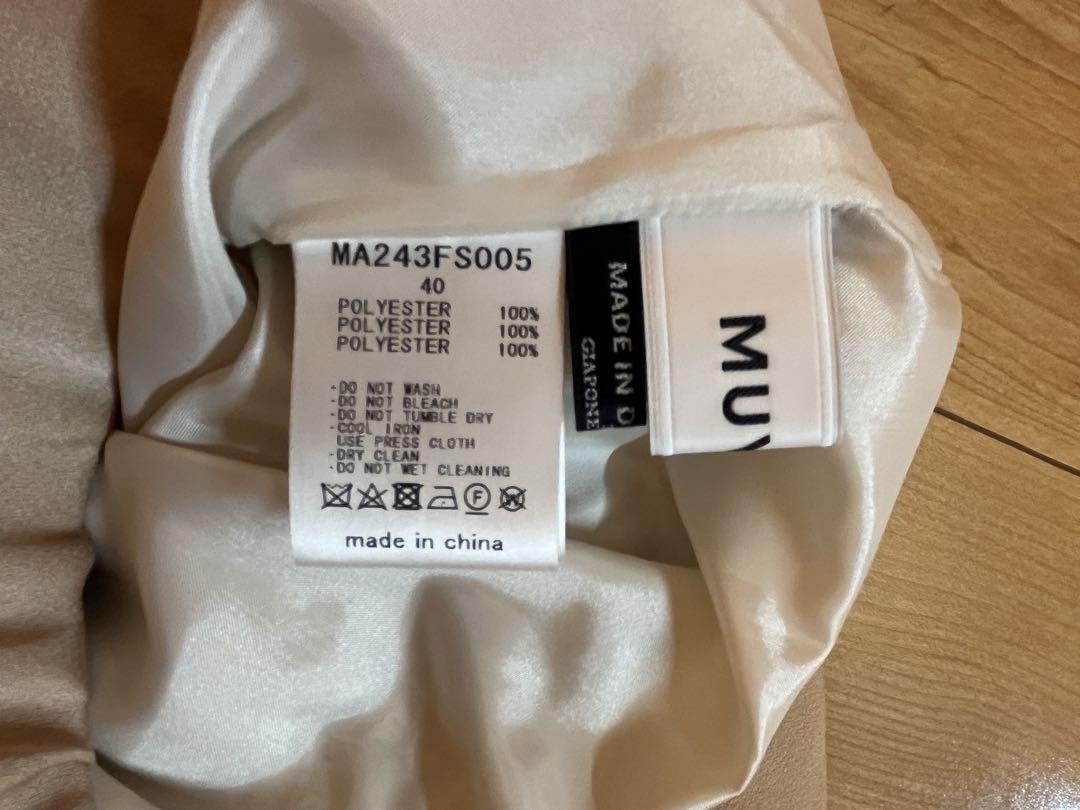 MA243FS005
40
POLYESTER 100%
POLYESTER 100%
POLYESTER 100%
-DO NOT WASH
-DO NOT BLEACH
-DO NOT TUMBLE DRY
-COOL IRON
USE PRESS CLOTH
-DRY CLEAN
-DO NOT WET CLEANING
F W
made in china
MADE IN
GIAPONE
MU